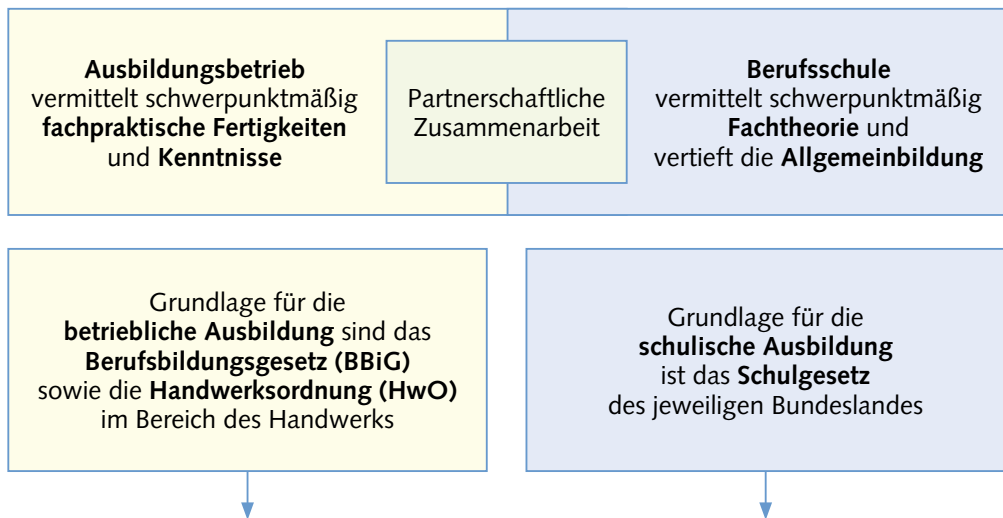 Ausbildungsbetrieb
vermittelt schwerpunktmäßig
fachpraktische Fertigkeiten
und Kenntnisse
Partnerschaftliche
Zusammenarbeit
Berufsschule
vermittelt schwerpunktmäßig
Fachtheorie und
vertieft die Allgemeinbildung
Grundlage für die
betriebliche Ausbildung sind das
Berufsbildungsgesetz (BBiG)
sowie die Handwerksordnung (HwO)
im Bereich des Handwerks
Grundlage für die
schulische Ausbildung
ist das Schulgesetz
des jeweiligen Bundeslandes